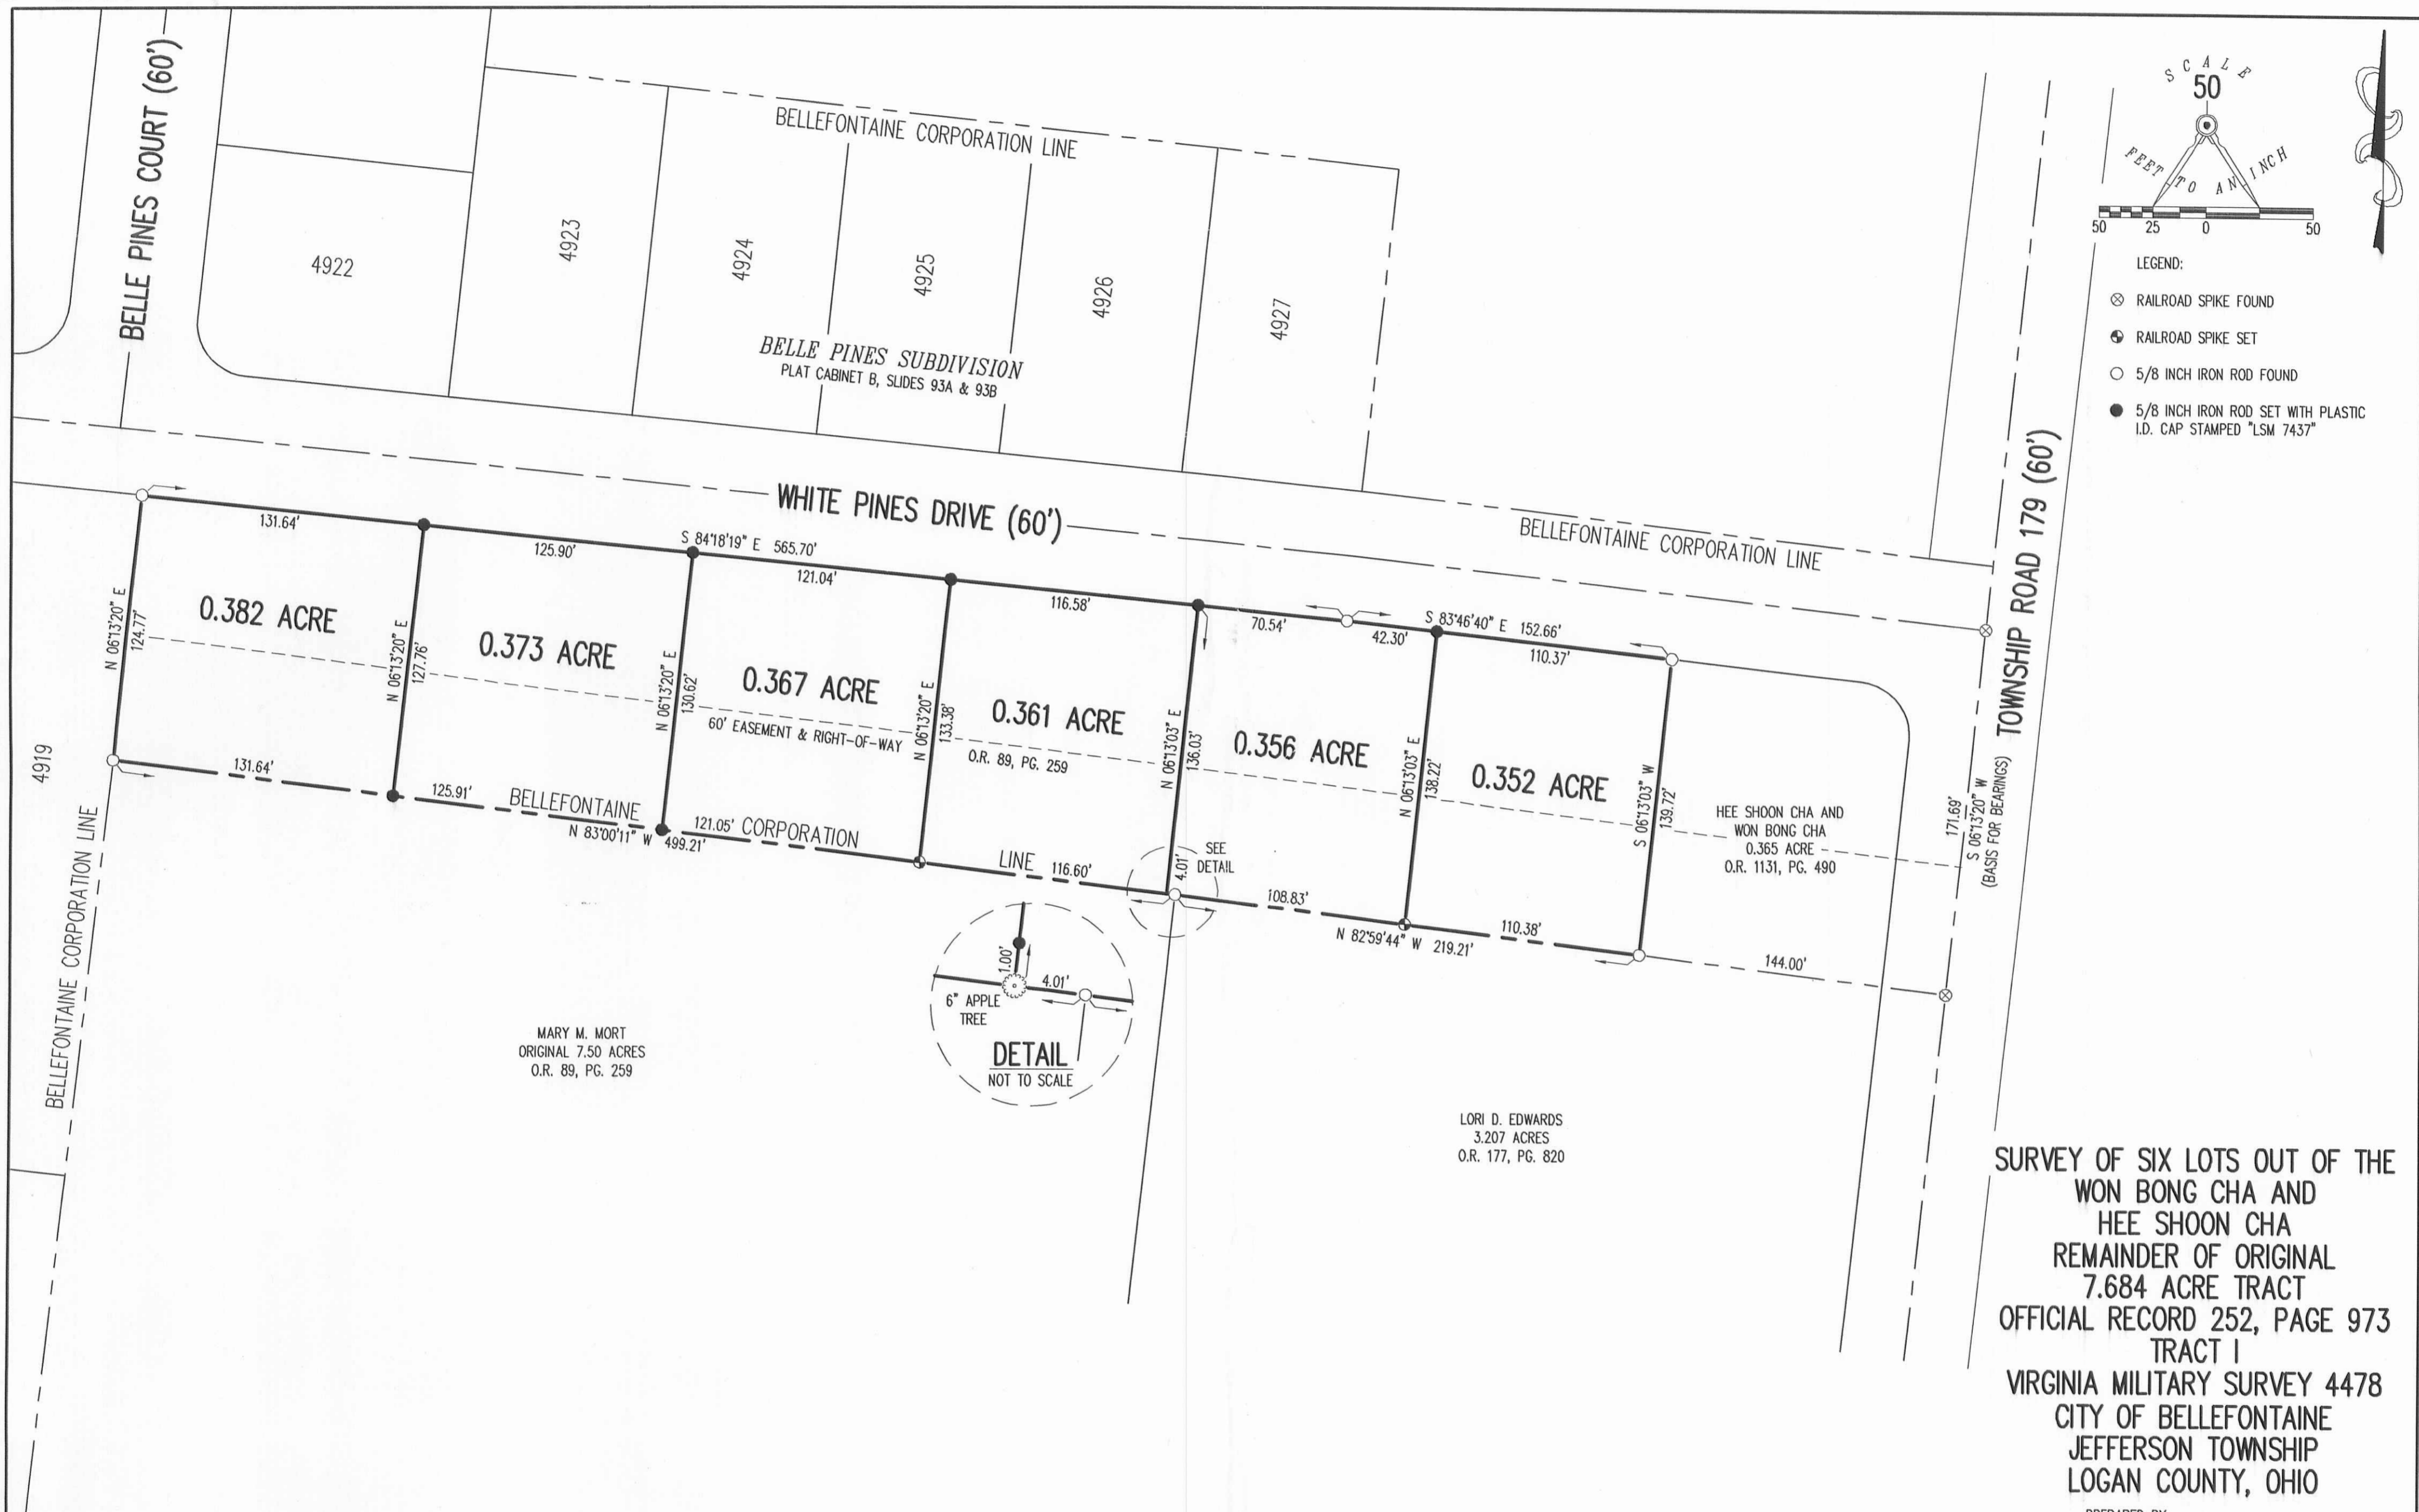 BELLE PINES COURT (60')
BELLEFONTAINE CORPORATION LINE
4922
4923
4924
4925
4926
4927
BELLE PINES SUBDIVISION
PLAT CABINET B, SLIDES 93A & 93B
SCALE
50
FEET TO AN INCH
50 25 0 50
LEGEND:
RAILROAD SPIKE FOUND
RAILROAD SPIKE SET
5/8 INCH IRON ROD FOUND
5/8 INCH IRON ROD SET WITH PLASTIC
I.D. CAP STAMPED "LSM 7437"
WHITE PINES DRIVE (60')
BELLEFONTAINE CORPORATION LINE
TOWNSHIP ROAD 179 (60')
131.64'
125.90'
S 84°18'19" E 565.70'
121.04'
116.58'
70.54'
42.30'
S 83°46'40" E 152.66'
110.37'
N 06°13'20" E
124.77'
0.382 ACRE
N 06°13'20" E
127.76'
0.373 ACRE
N 06°13'20" E
130.62'
0.367 ACRE
60' EASEMENT & RIGHT-OF-WAY
N 06°13'20" E
133.38'
0.361 ACRE
O.R. 89, PG. 259
N 06°13'03" E
136.03'
0.356 ACRE
N 06°13'03" E
138.22'
0.352 ACRE
S 06°13'03" W
139.72'
HEE SHOON CHA AND
WON BONG CHA
0.365 ACRE
O.R. 1131, PG. 490
171.69'
S 06°13'20" W
(BASIS FOR BEARINGS)
4919
BELLEFONTAINE CORPORATION LINE
131.64'
125.91'
BELLEFONTAINE
N 83°00'11" W 499.21'
121.05'
CORPORATION
LINE
116.60'
4.01'
SEE
DETAIL
108.83'
N 82°59'44" W 219.21'
110.38'
144.00'
1.00'
4.01'
6" APPLE
TREE
DETAIL
NOT TO SCALE
MARY M. MORT
ORIGINAL 7.50 ACRES
O.R. 89, PG. 259
LORI D. EDWARDS
3.207 ACRES
O.R. 177, PG. 820
SURVEY OF SIX LOTS OUT OF THE
WON BONG CHA AND
HEE SHOON CHA
REMAINDER OF ORIGINAL
7.684 ACRE TRACT
OFFICIAL RECORD 252, PAGE 973
TRACT I
VIRGINIA MILITARY SURVEY 4478
CITY OF BELLEFONTAINE
JEFFERSON TOWNSHIP
LOGAN COUNTY, OHIO